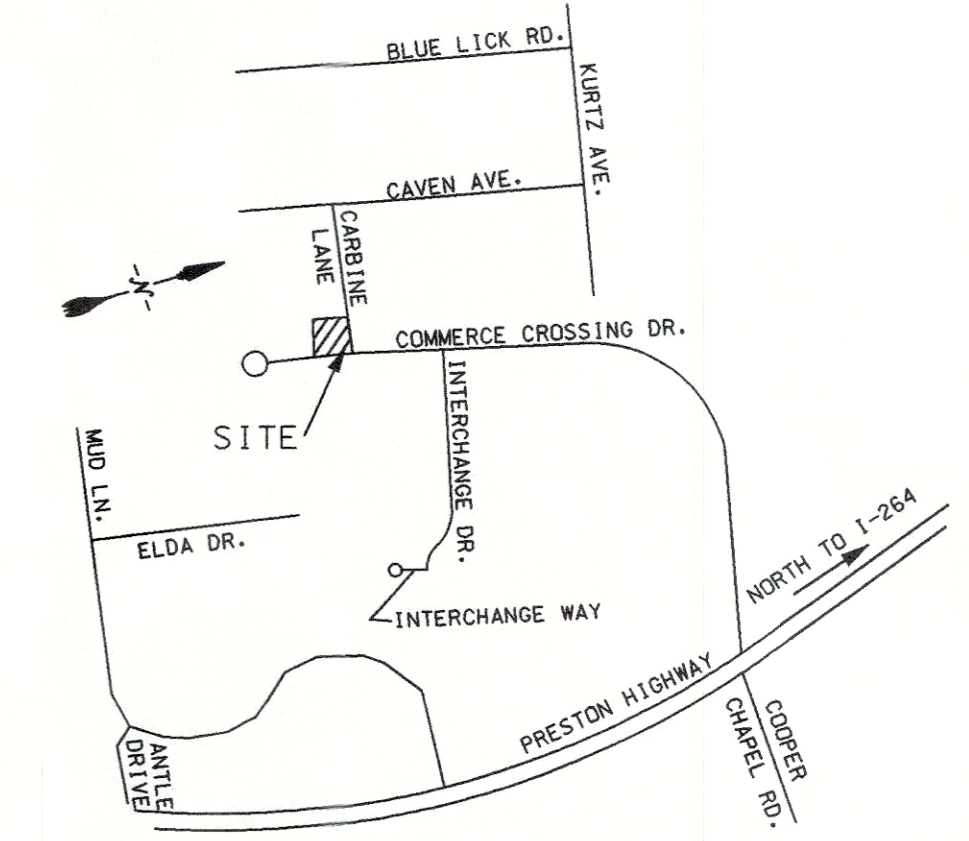 BLUE LICK RD.
KURTZ AVE.
CAVEN AVE.
CARBINE
LANE
-N-
COMMERCE CROSSING DR.
SITE
INTERCHANGE DR.
MUD LN.
ELDA DR.
INTERCHANGE WAY
NORTH TO I-264
PRESTON HIGHWAY
COOPER
CHAPEL RD.
ANTLE
DRIVE